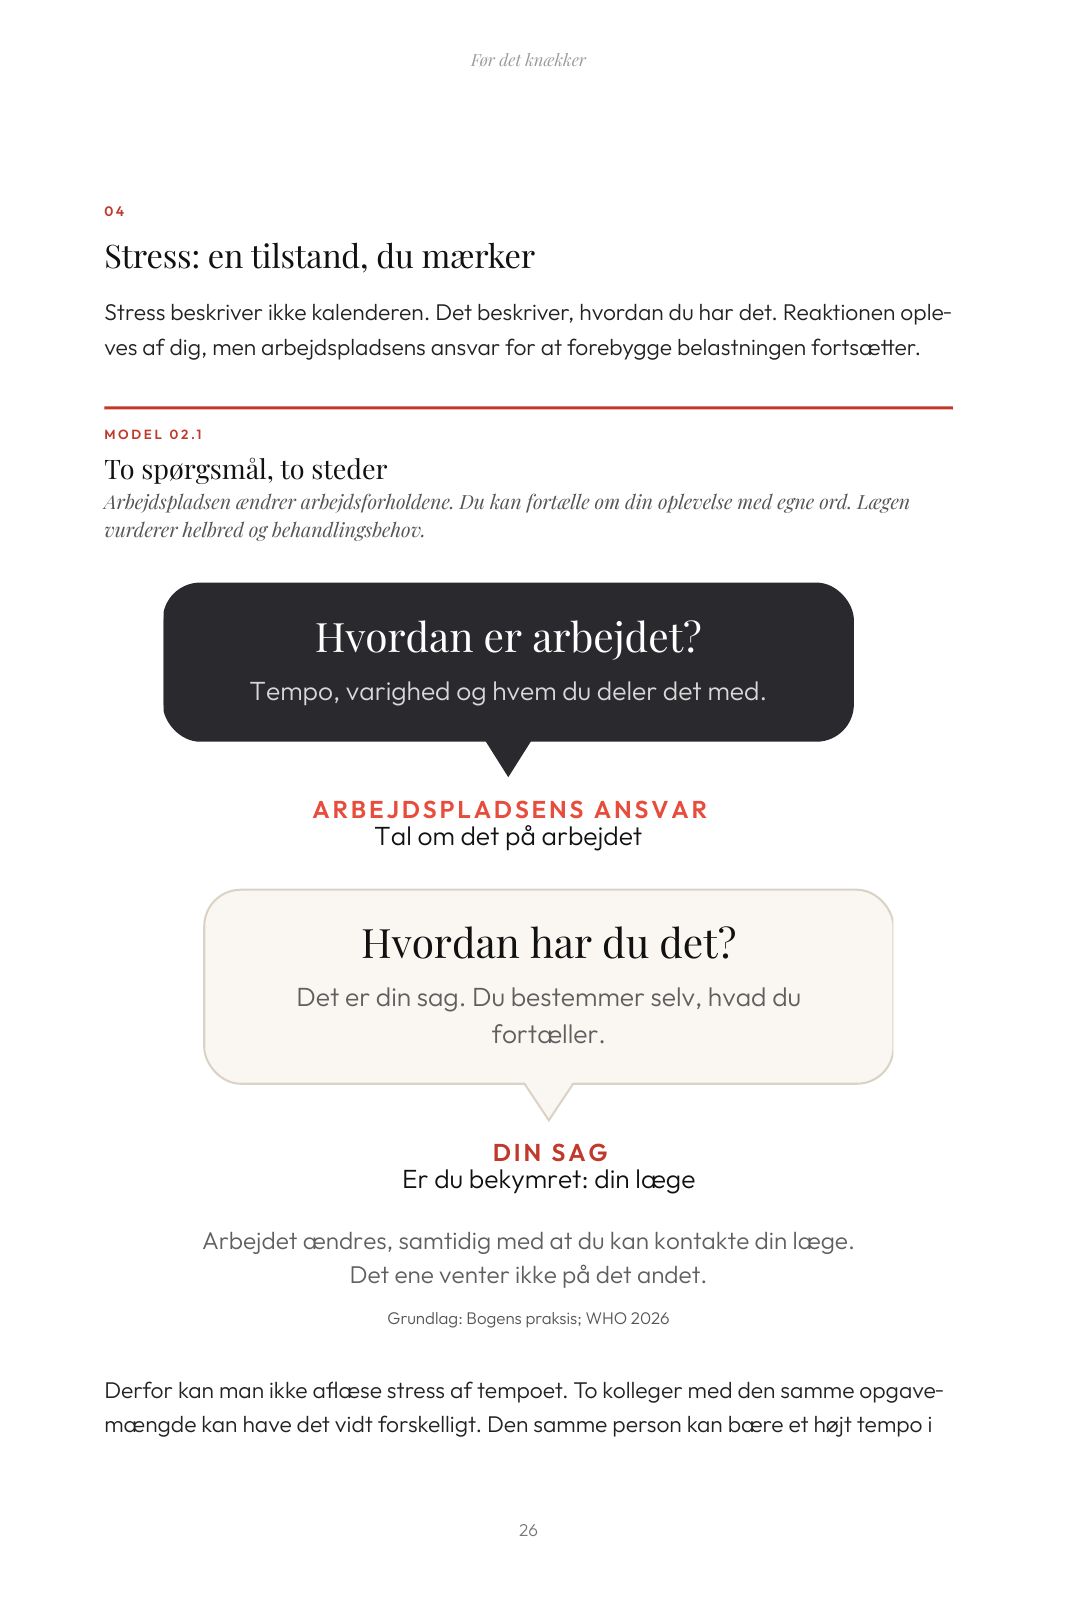 Før det knækker
04
Stress: en tilstand, du mærker
Stress beskriver ikke kalenderen. Det beskriver, hvordan du har det. Reaktionen ople-
ves af dig, men arbejdspladsens ansvar for at forebygge belastningen fortsætter.
MODEL 02.1
To spørgsmål, to steder
Arbejdspladsen ændrer arbejdsforholdene. Du kan fortælle om din oplevelse med egne ord. Lægen
vurderer helbred og behandlingsbehov.
Hvordan er arbejdet?
Tempo, varighed og hvem du deler det med.
ARBEJDSPLADSENS ANSVAR
Tal om det på arbejdet
Hvordan har du det?
Det er din sag. Du bestemmer selv, hvad du
fortæller.
DIN SAG
Er du bekymret: din læge
Arbejdet ændres, samtidig med at du kan kontakte din læge.
Det ene venter ikke på det andet.
Grundlag: Bogens praksis; WHO 2026
Derfor kan man ikke aflæse stress af tempoet. To kolleger med den samme opgave-
mængde kan have det vidt forskelligt. Den samme person kan bære et højt tempo i
26